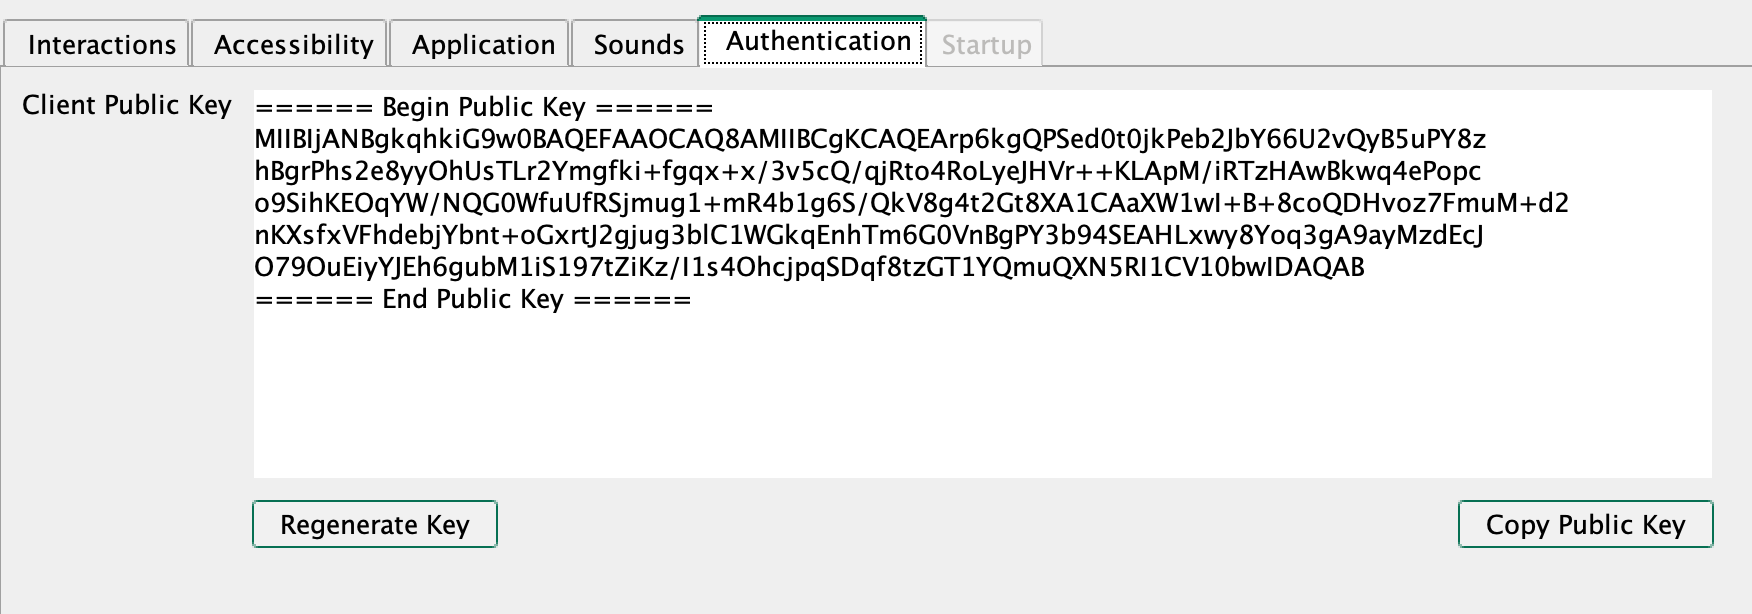 Interactions Accessibility Application Sounds Authentication Startup
Client Public Key
====== Begin Public Key ======
MIIBIjANBgkqhkiG9w0BAQEFAAOCAQ8AMIIBCgKCAQEArp6kgQPSed0t0jkPeb2JbY66U2vQyB5uPY8z
hBgrPhs2e8yyOhUsTLr2Ymgfki+fgqx+x/3v5cQ/qjRto4RoLyeJHVr++KLApM/iRTzHAwBkwq4ePopc
o9SihKEOqYW/NQG0WfuUfRSjmug1+mR4b1g6S/QkV8g4t2Gt8XA1CAaXW1wI+B+8coQDHvoz7FmuM+d2
nKXsfxVFhdebjYbnt+oGxrtJ2gjug3blC1WGkqEnhTm6G0VnBgPY3b94SEAHLxwy8Yoq3gA9ayMzdEcJ
O79OuEiyYJEh6gubM1iS197tZiKz/I1s4OhcjpqSDqf8tzGT1YQmuQXN5RI1CV10bwIDAQAB
====== End Public Key ======
Regenerate Key Copy Public Key